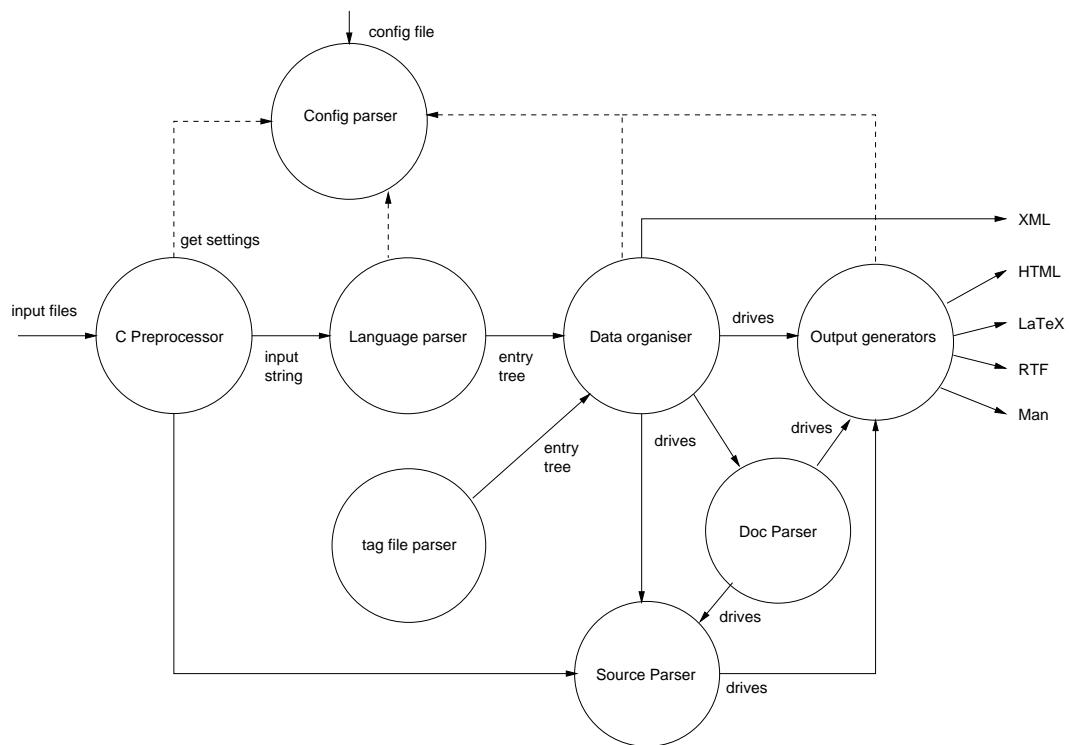 config file
Config parser
get settings
XML
HTML
input files
C Preprocessor
input
string
Language parser
entry
tree
Data organiser
drives
Output generators
LaTeX
RTF
Man
drives
drives
entry
tree
tag file parser
Doc Parser
drives
Source Parser
drives